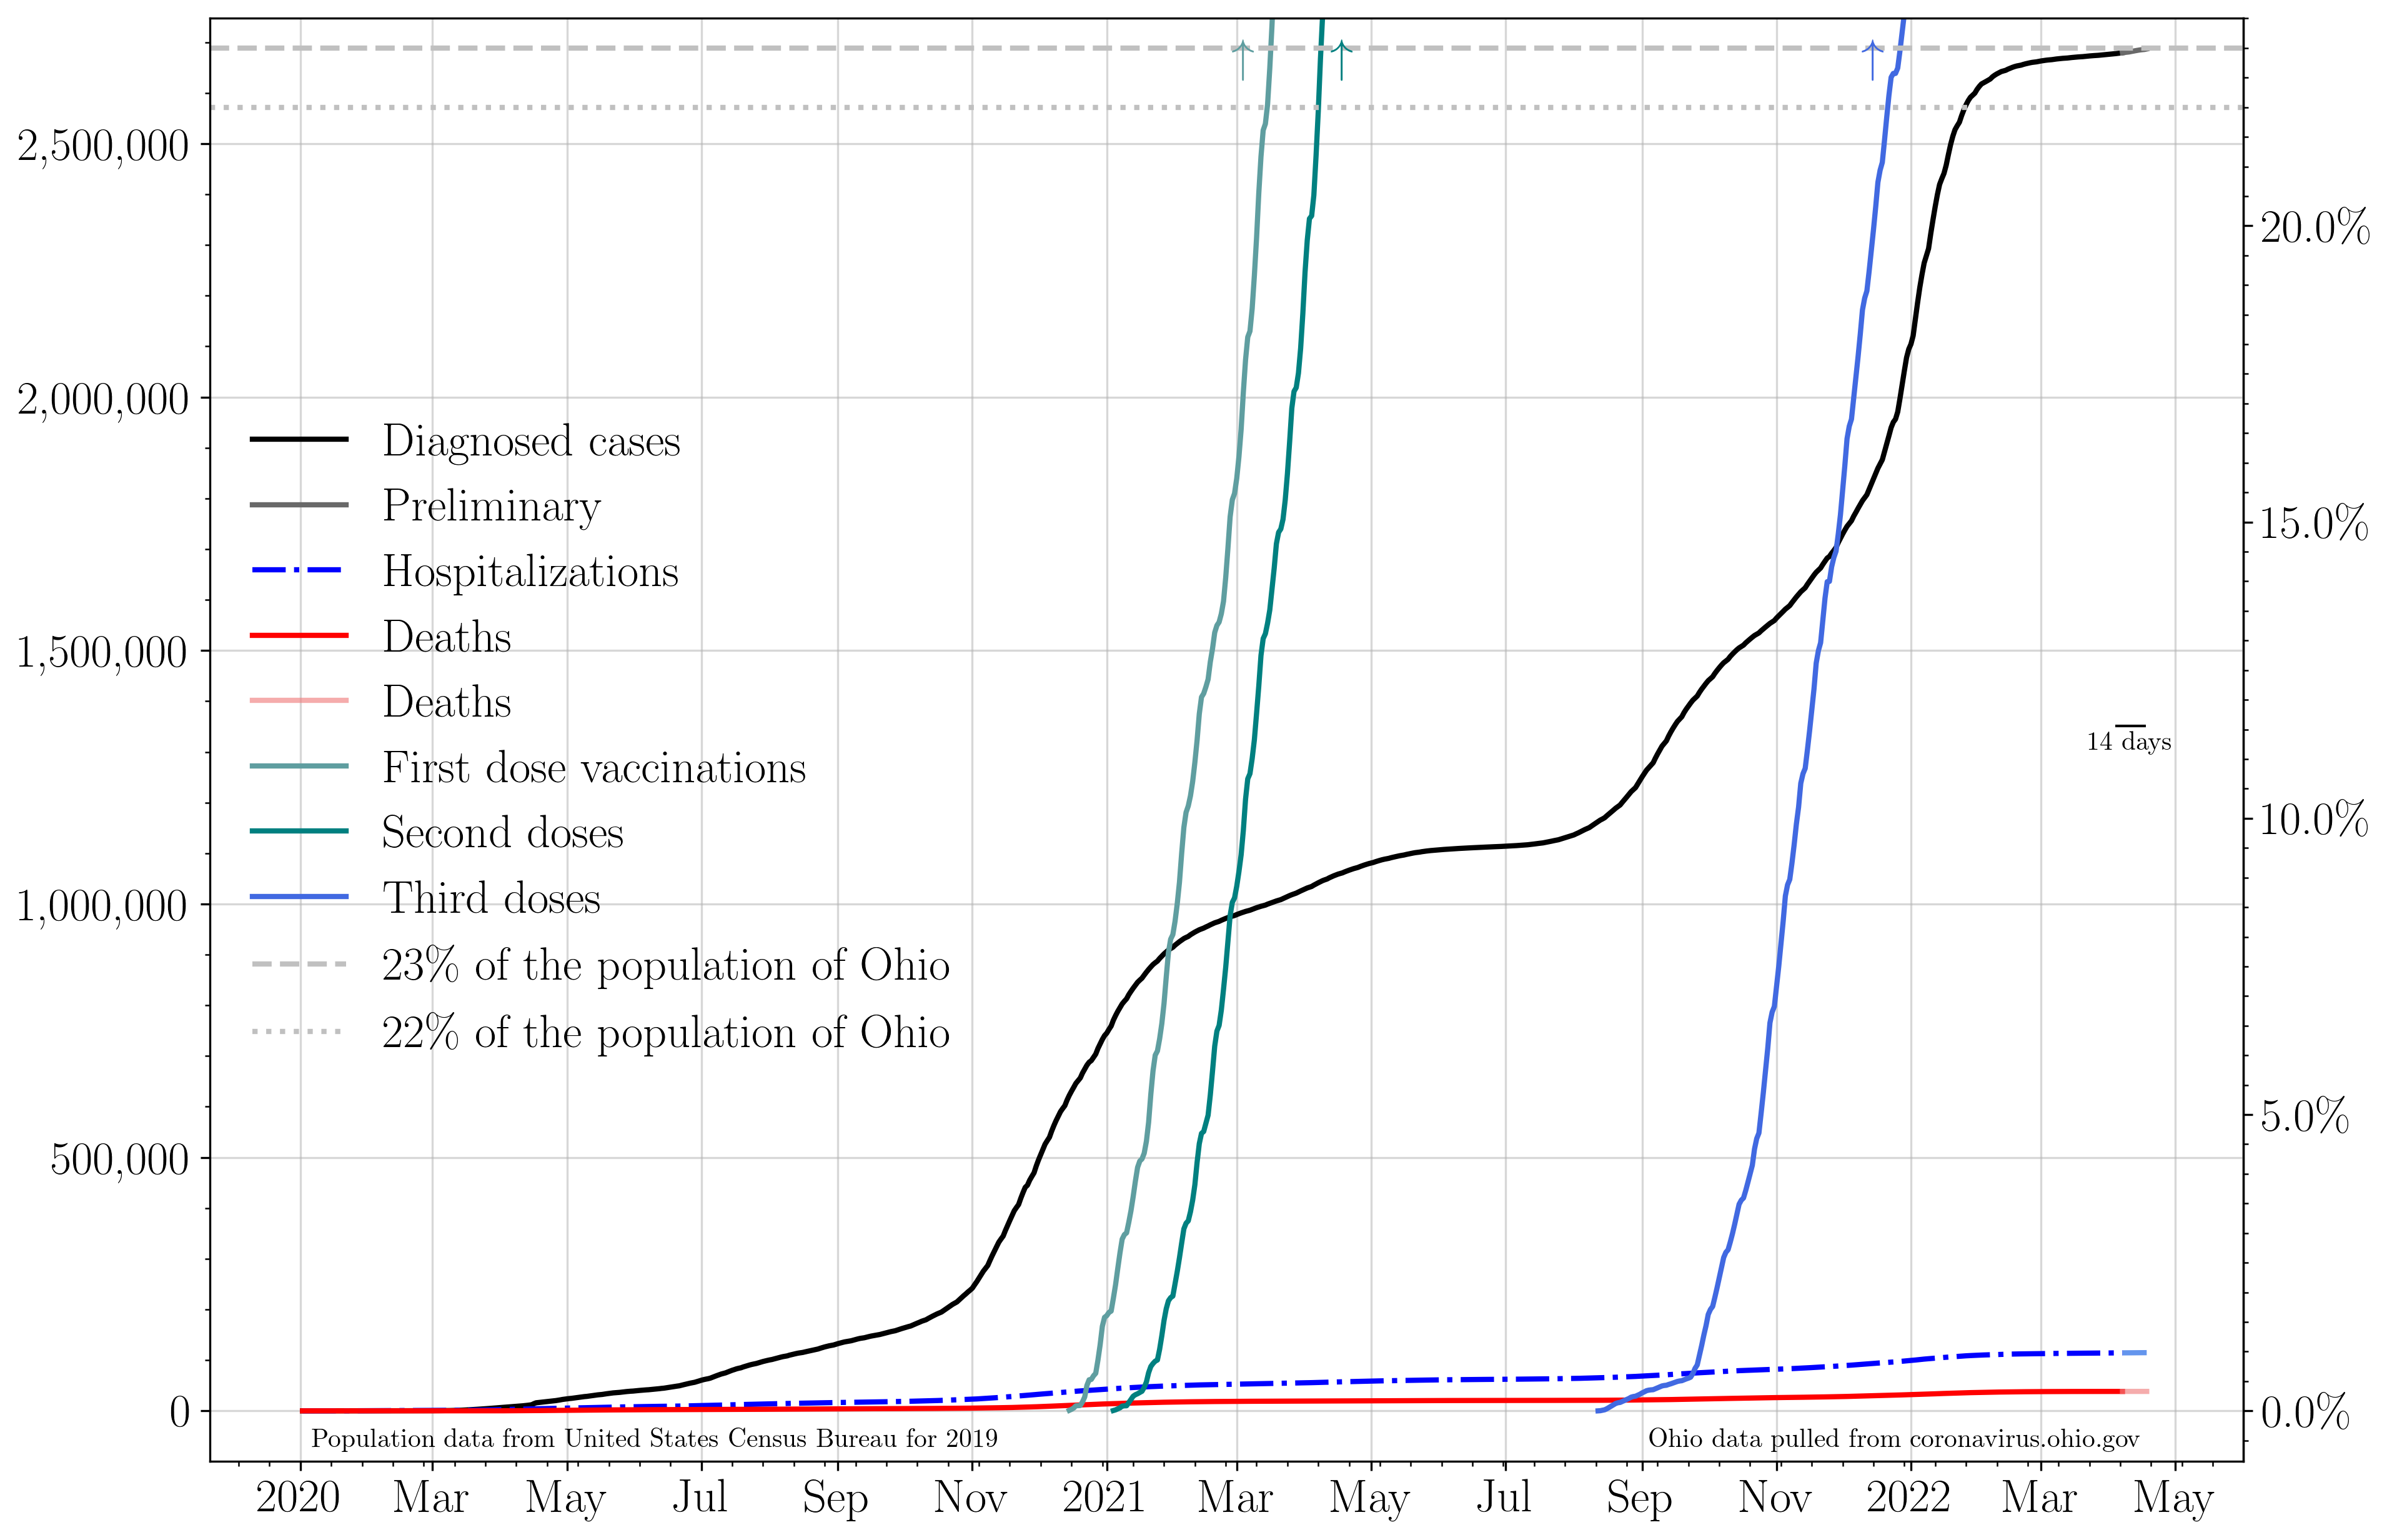 2,500,000
2,000,000
1,500,000
1,000,000
500,000
0
Diagnosed cases
Preliminary
Hospitalizations
Deaths
Deaths
First dose vaccinations
Second doses
Third doses
23% of the population of Ohio
22% of the population of Ohio
14 days
20.0%
15.0%
10.0%
5.0%
0.0%
Population data from United States Census Bureau for 2019
Ohio data pulled from coronavirus.ohio.gov
2020 Mar May Jul Sep Nov 2021 Mar May Jul Sep Nov 2022 Mar May